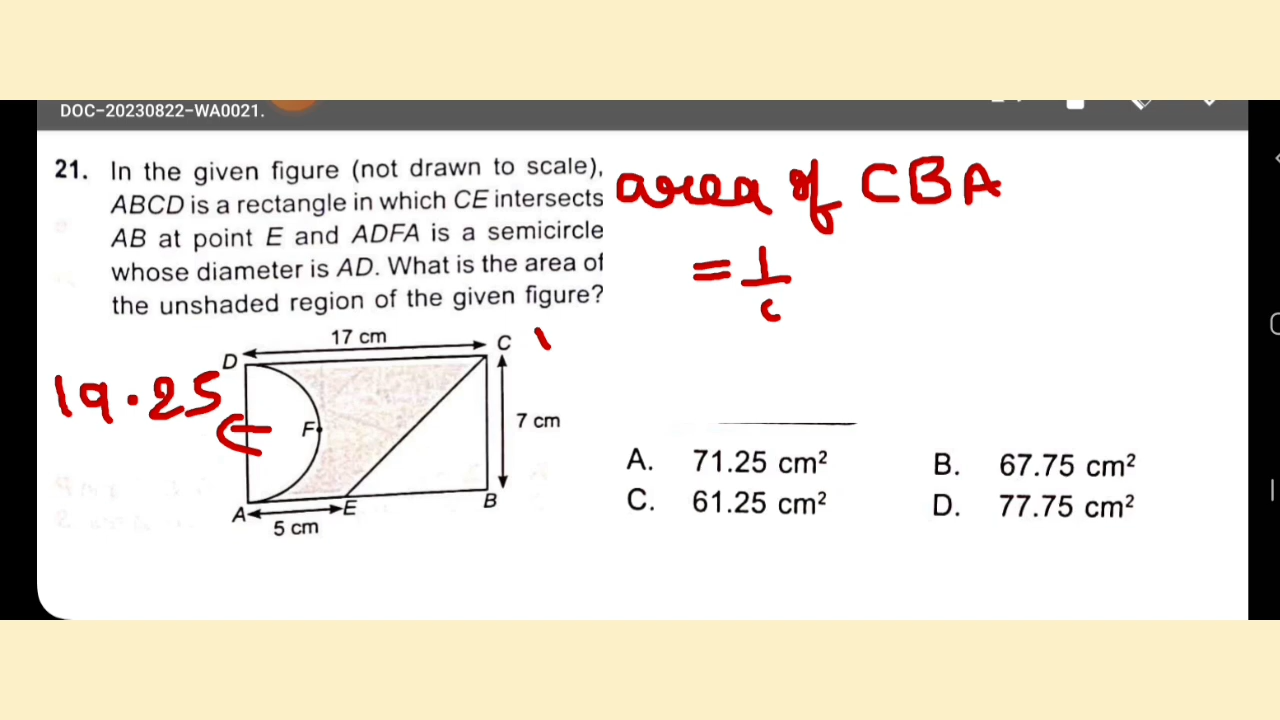 DOC-20230822-WA0021.
21. In the given figure (not drawn to scale),
ABCD is a rectangle in which CE intersects
AB at point E and ADFA is a semicircle
whose diameter is AD. What is the area of
the unshaded region of the given figure?
area of CBA
= 1
17 cm
D
C
19.25
F
7 cm
A
E
B
5 cm
A. 71.25 cm²
B. 67.75 cm²
C. 61.25 cm²
D. 77.75 cm²